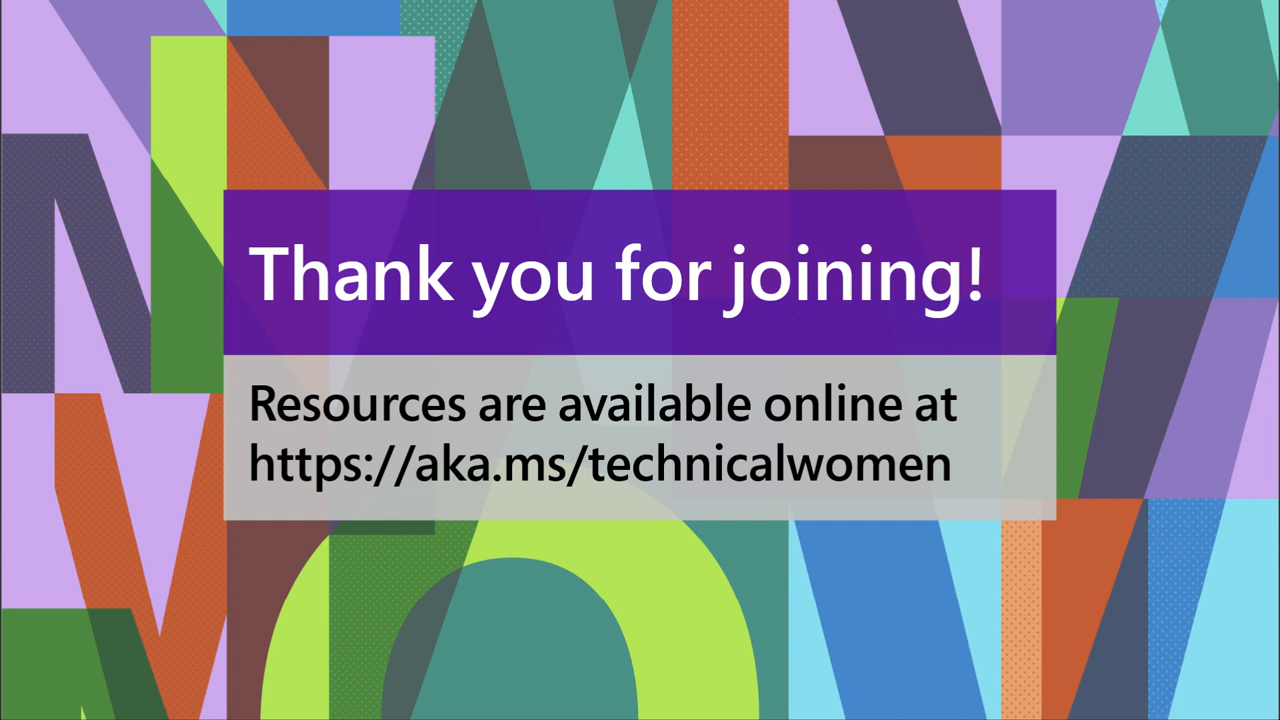 Thank you for joining!
Resources are available online at
https://aka.ms/technicalwomen